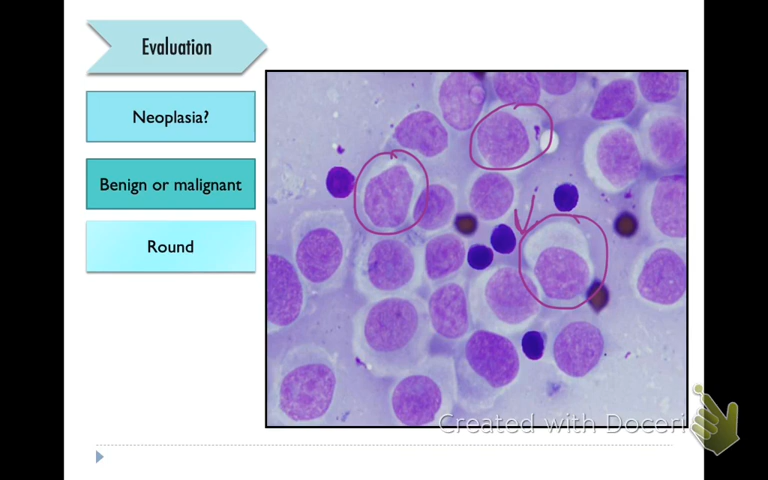 Evaluation
Neoplasia?
Benign or malignant
Round
Created with Doceri